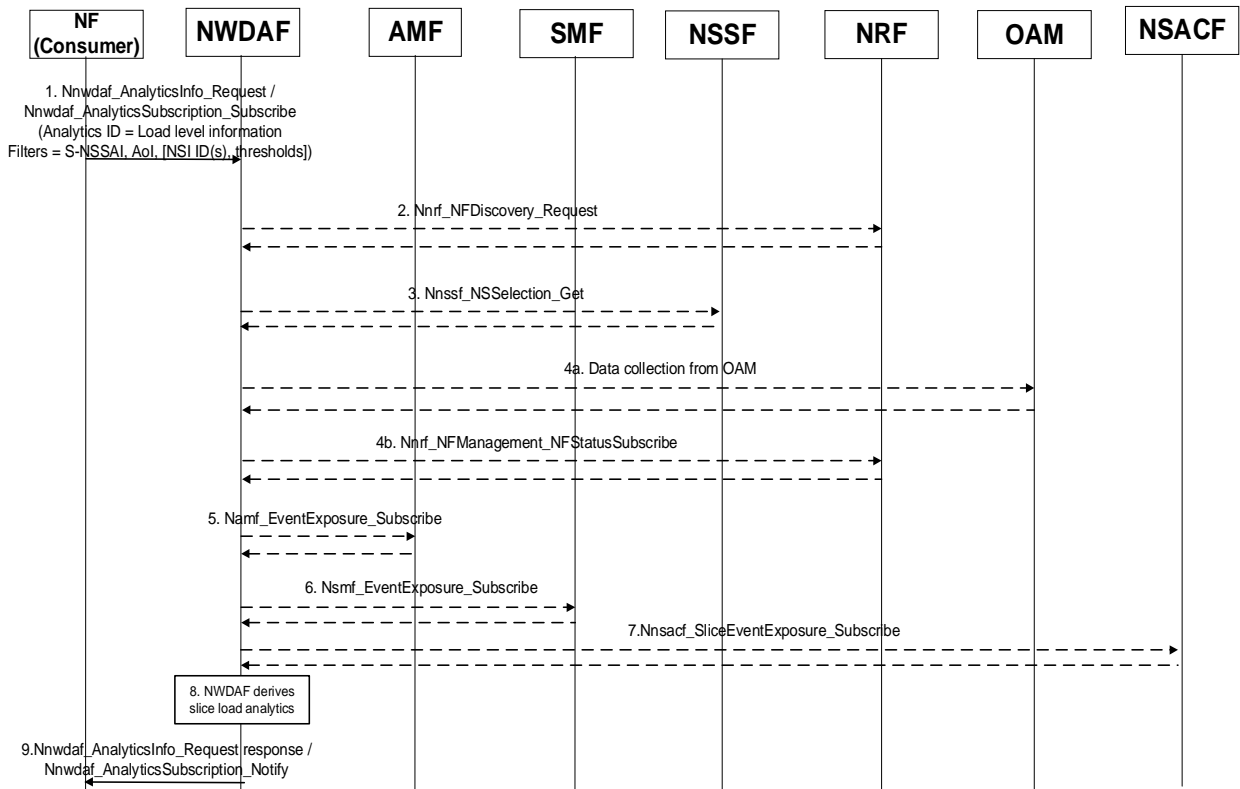 NF
(Consumer)
NWDAF
AMF
SMF
NSSF
NRF
OAM
NSACF
1. Nnwdaf_AnalyticsInfo_Request /
Nnwdaf_AnalyticsSubscription_Subscribe
(Analytics ID = Load level information
Filters = S-NSSAI, AoI, [NSI ID(s), thresholds])
2. Nnrf_NFDiscovery_Request
3. Nnssf_NSSelection_Get
4a. Data collection from OAM
4b. Nnrf_NFManagement_NFStatusSubscribe
5. Namf_EventExposure_Subscribe
6. Nsmf_EventExposure_Subscribe
7.Nnsacf_SliceEventExposure_Subscribe
8. NWDAF derives
slice load analytics
9.Nnwdaf_AnalyticsInfo_Request response /
Nnwdaf_AnalyticsSubscription_Notify